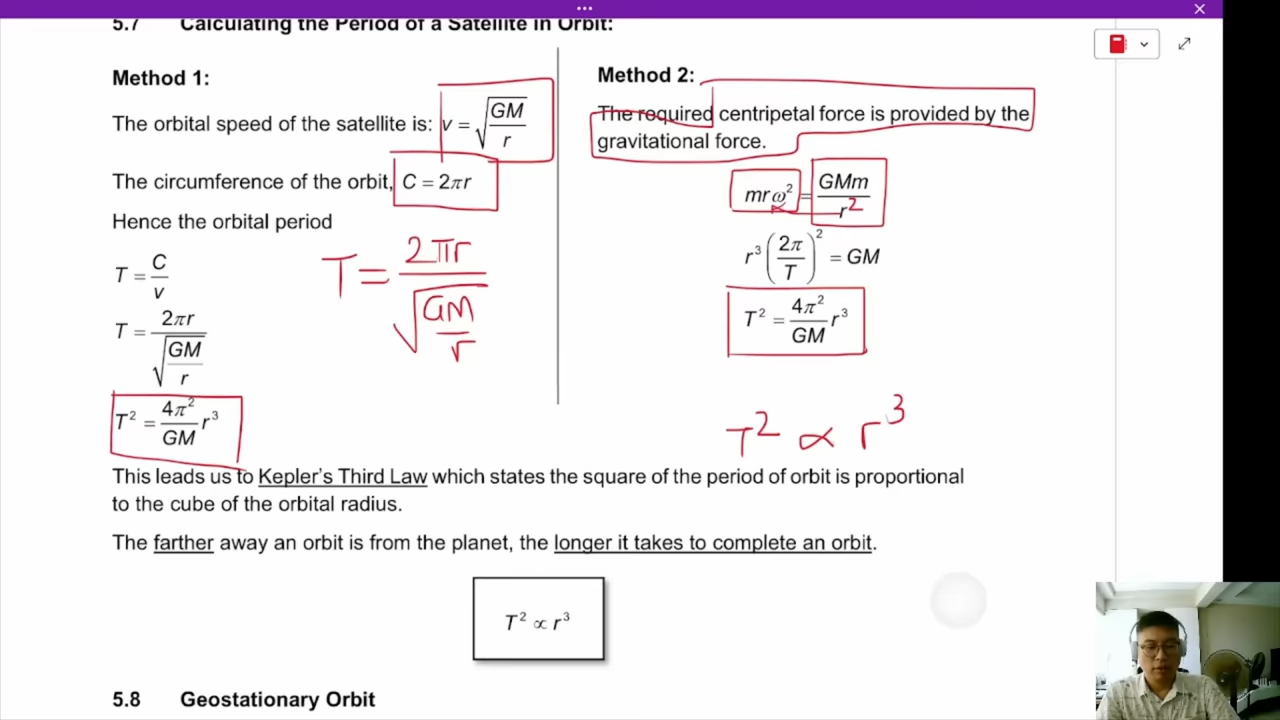 5.7 Calculating the Period of a Satellite in Orbit:
Method 1:
The orbital speed of the satellite is: v = √(GM/r)
The circumference of the orbit, C = 2πr
Hence the orbital period
T = C/v
T = 2πr/√(GM/r)
T² = 4π²/GM r³
T = 2πr/√(GM/r)
Method 2:
The required centripetal force is provided by the
gravitational force.
mrω² = GMm/r²
r³(2π/T)² = GM
T² = 4π²/GM r³
T² ∝ r³
This leads us to Kepler's Third Law which states the square of the period of orbit is proportional
to the cube of the orbital radius.
The farther away an orbit is from the planet, the longer it takes to complete an orbit.
T² ∝ r³
5.8 Geostationary Orbit